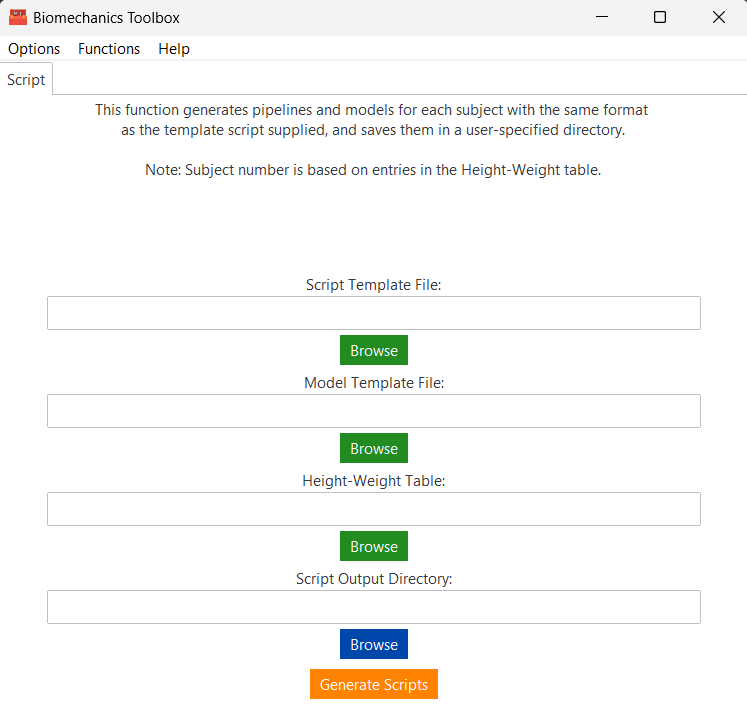 Biomechanics Toolbox
Options Functions Help
Script
This function generates pipelines and models for each subject with the same format
as the template script supplied, and saves them in a user-specified directory.
Note: Subject number is based on entries in the Height-Weight table.
Script Template File:
Browse
Model Template File:
Browse
Height-Weight Table:
Browse
Script Output Directory:
Browse
Generate Scripts